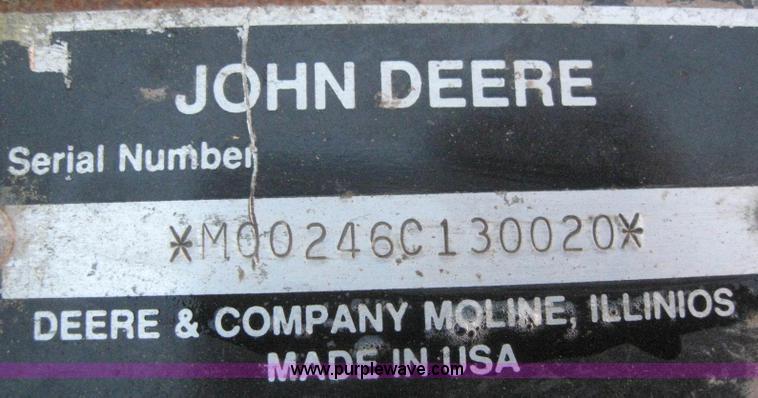 JOHN DEERE
Serial Number
*M00246C130020*
DEERE & COMPANY MOLINE, ILLINIOS
MADE IN USA
www.purplewave.com